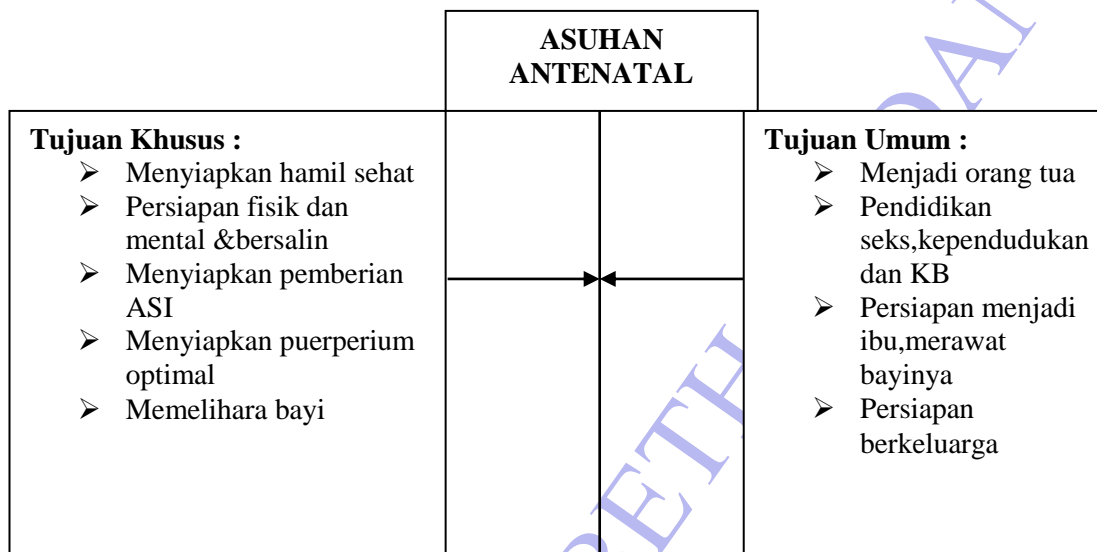 ASUHAN
ANTENATAL
Tujuan Khusus :
➢ Menyiapkan hamil sehat
➢ Persiapan fisik dan
mental &bersalin
➢ Menyiapkan pemberian
ASI
➢ Menyiapkan puerperium
optimal
➢ Memelihara bayi
Tujuan Umum :
➢ Menjadi orang tua
➢ Pendidikan
seks,kependudukan
dan KB
➢ Persiapan menjadi
ibu,merawat
bayinya
➢ Persiapan
berkeluarga